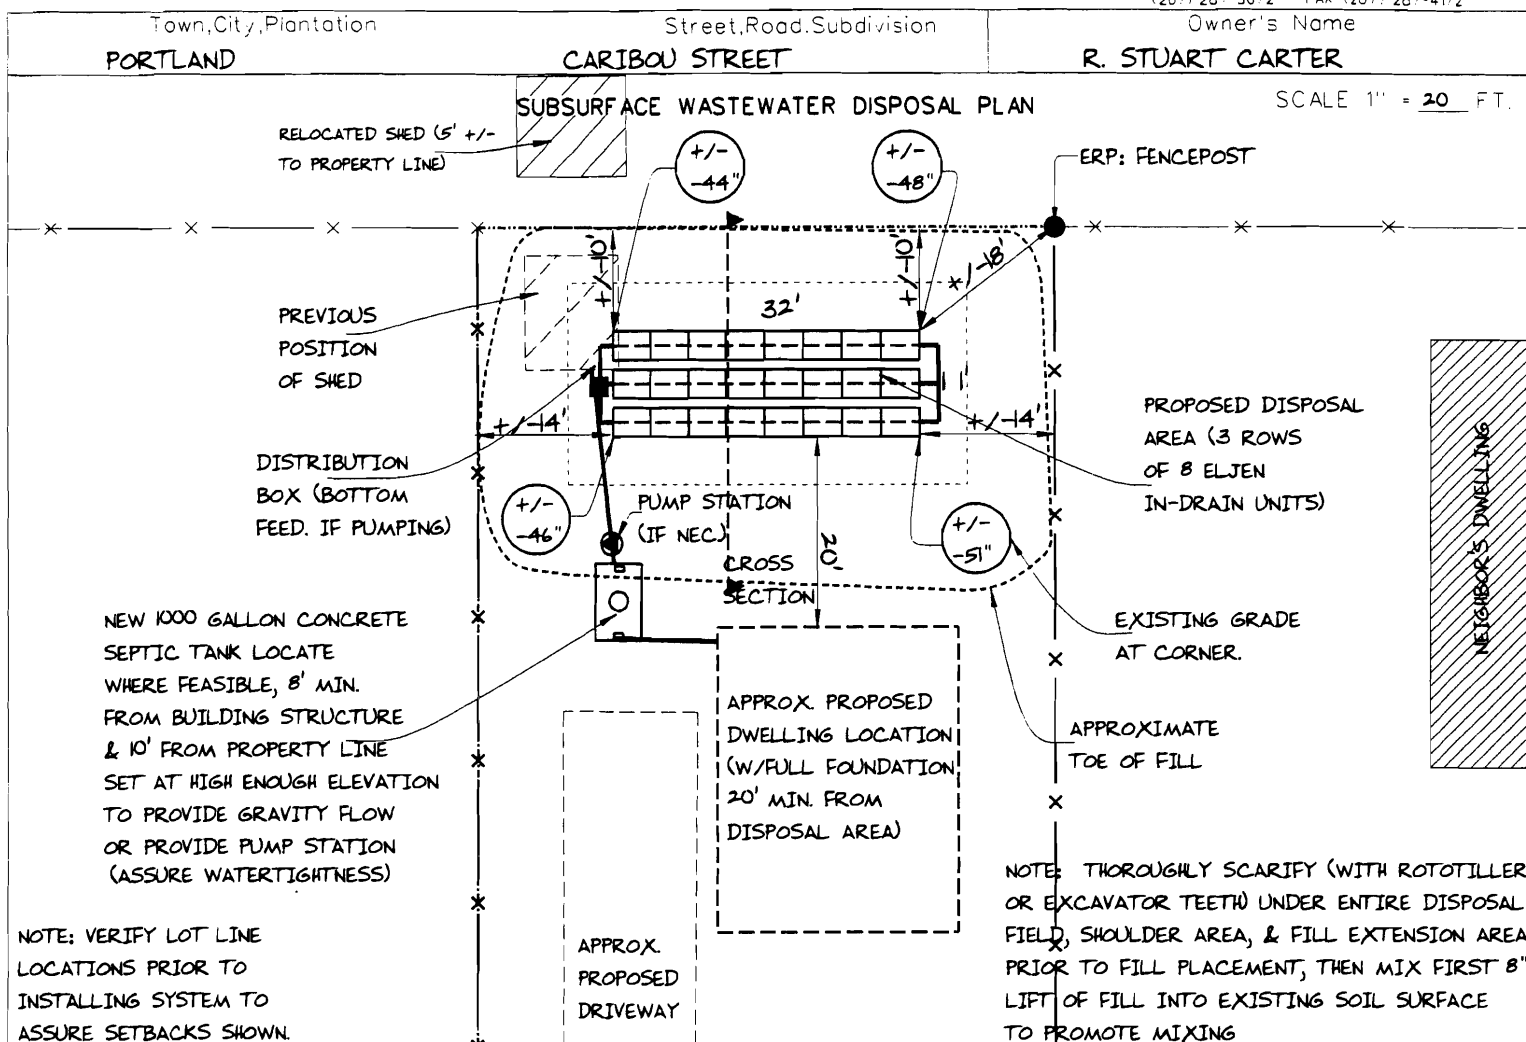 Town,City,Plantation
Street,Road.Subdivision
Owner's Name
PORTLAND
CARIBOU STREET
R. STUART CARTER
SUBSURFACE WASTEWATER DISPOSAL PLAN
SCALE 1" = 20 FT.
RELOCATED SHED (5' +/-
TO PROPERTY LINE)
+/-
-44"
+/-
-48"
ERP: FENCEPOST
+/-10'
+/-10'
+/-18'
32'
PREVIOUS
POSITION
OF SHED
+/-14'
+/-14'
PROPOSED DISPOSAL
AREA (3 ROWS
OF 8 ELJEN
IN-DRAIN UNITS)
NEIGHBOR'S DWELLING
DISTRIBUTION
BOX (BOTTOM
FEED. IF PUMPING)
+/-
-46"
PUMP STATION
(IF NEC.)
20'
+/-
-51"
CROSS
SECTION
EXISTING GRADE
AT CORNER.
NEW 1000 GALLON CONCRETE
SEPTIC TANK LOCATE
WHERE FEASIBLE, 8' MIN.
FROM BUILDING STRUCTURE
& 10' FROM PROPERTY LINE
SET AT HIGH ENOUGH ELEVATION
TO PROVIDE GRAVITY FLOW
OR PROVIDE PUMP STATION
(ASSURE WATERTIGHTNESS)
APPROX. PROPOSED
DWELLING LOCATION
(W/FULL FOUNDATION
20' MIN. FROM
DISPOSAL AREA)
APPROXIMATE
TOE OF FILL
NOTE: VERIFY LOT LINE
LOCATIONS PRIOR TO
INSTALLING SYSTEM TO
ASSURE SETBACKS SHOWN.
APPROX.
PROPOSED
DRIVEWAY
NOTE: THOROUGHLY SCARIFY (WITH ROTOTILLER
OR EXCAVATOR TEETH) UNDER ENTIRE DISPOSAL
FIELD, SHOULDER AREA, & FILL EXTENSION AREA
PRIOR TO FILL PLACEMENT, THEN MIX FIRST 8"
LIFT OF FILL INTO EXISTING SOIL SURFACE
TO PROMOTE MIXING